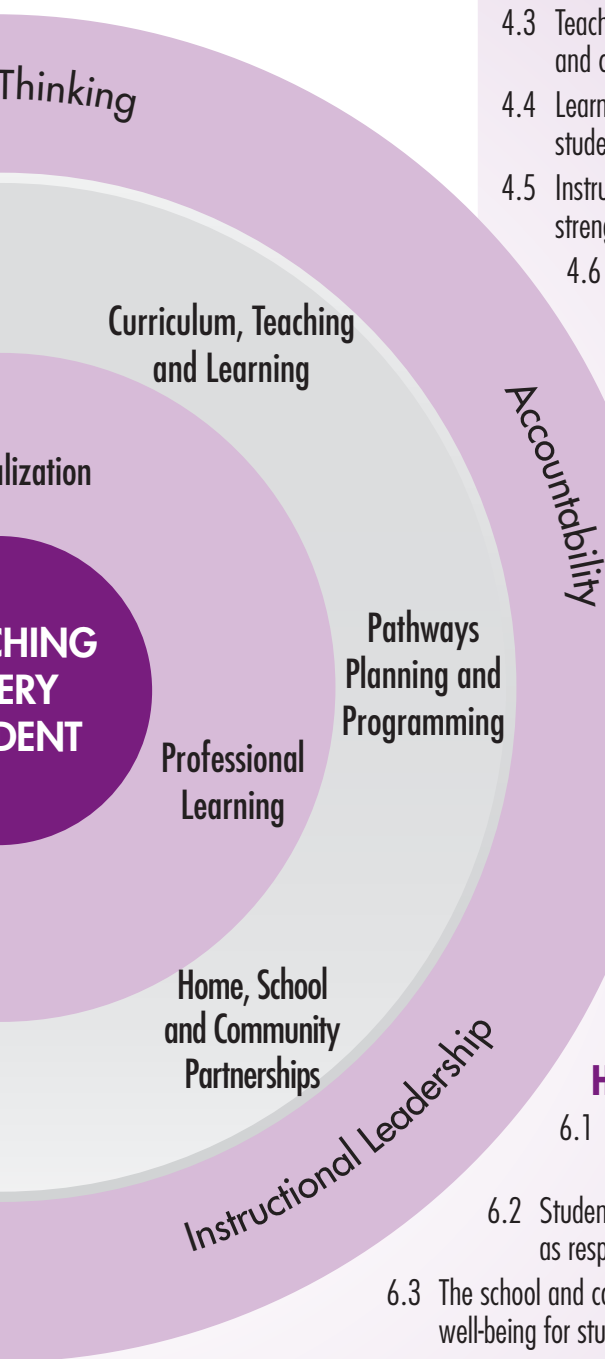 4.3 Teach
and c
4.4 Learn
stude
4.5 Instru
streng
4.6
Thinking
Curriculum, Teaching
and Learning
Accountability
lization
CHING
ERY
DENT
Pathways
Planning and
Programming
Professional
Learning
Home, School
and Community
Partnerships
Instructional Leadership
H
6.1
6.2 Studen
as resp
6.3 The school and co
well-being for stu